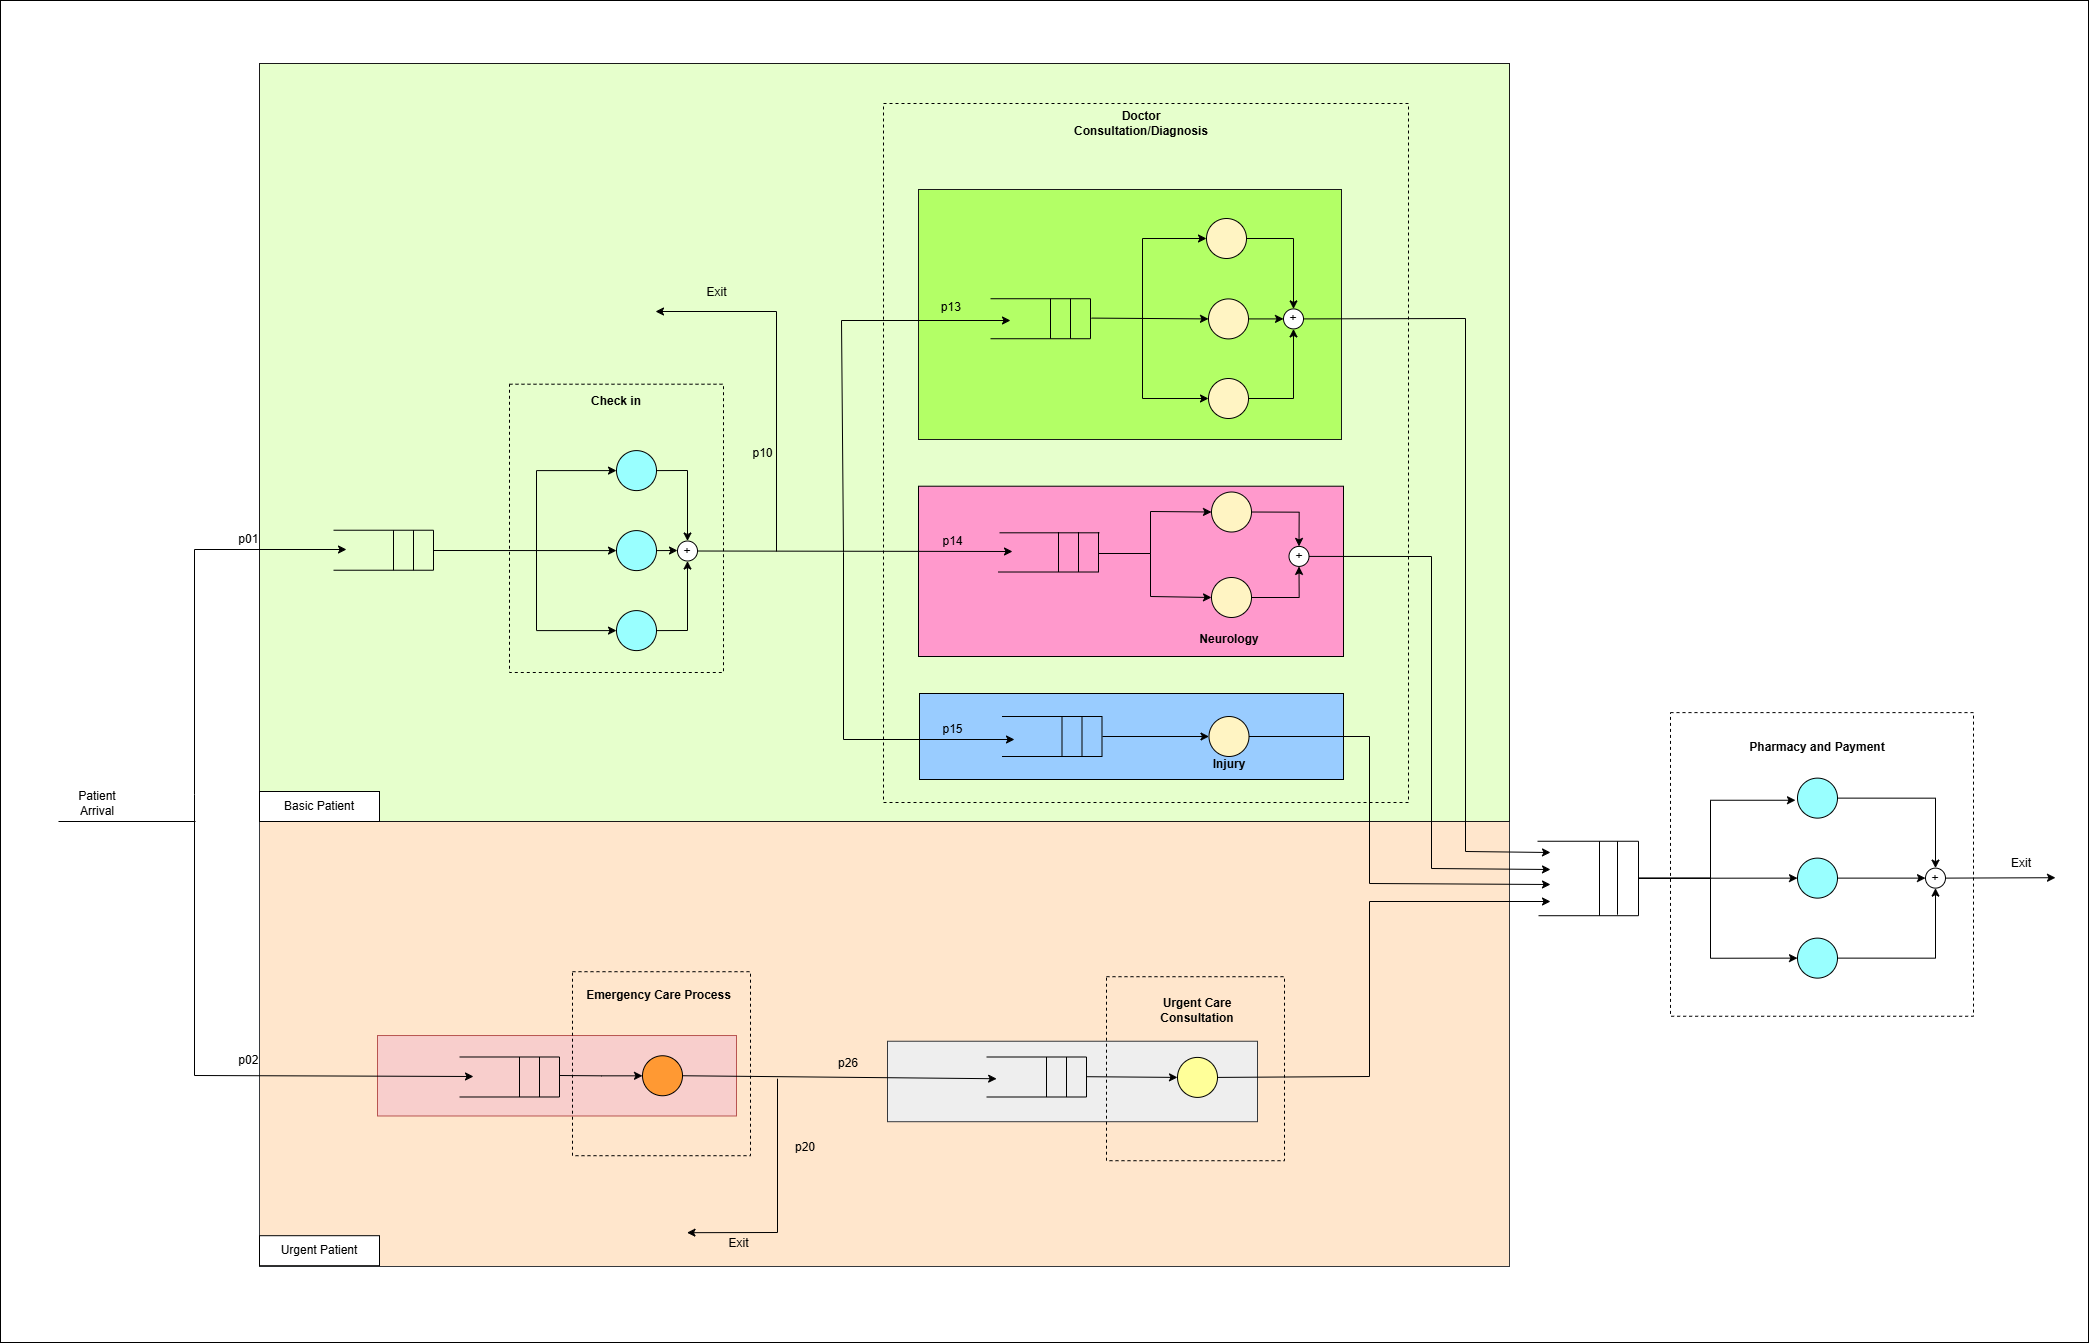 Doctor
Consultation/Diagnosis
p13
Exit
Check in
p10
p01
p14
+
+
+
Neurology
p15
Injury
Pharmacy and Payment
Patient
Arrival
Basic Patient
Exit
+
Emergency Care Process
Urgent Care
Consultation
p02
p26
p20
Exit
Urgent Patient